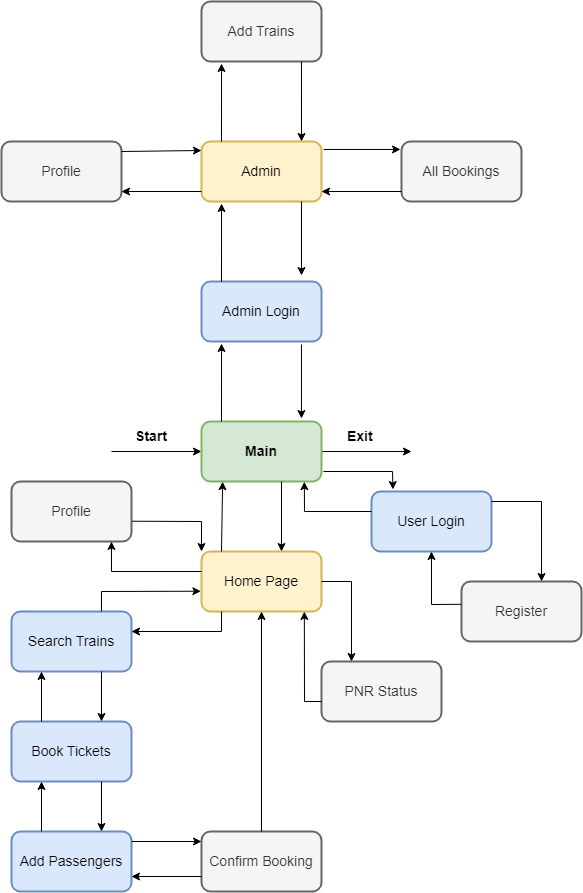 Add Trains
Profile
Admin
All Bookings
Admin Login
Start
Main
Exit
Profile
User Login
Home Page
Register
Search Trains
PNR Status
Book Tickets
Add Passengers
Confirm Booking